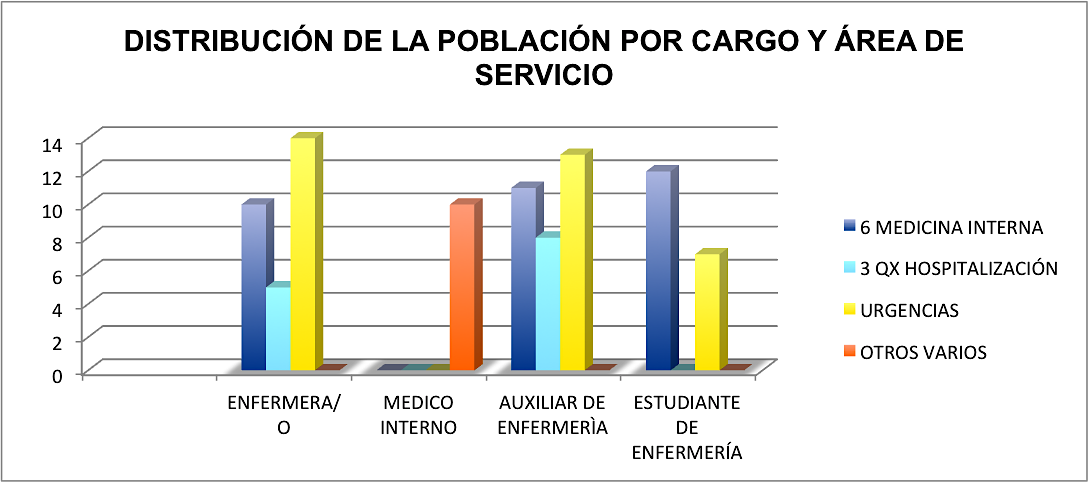 DISTRIBUCIÓN DE LA POBLACIÓN POR CARGO Y ÁREA DE
SERVICIO
14
12
10
8
6
4
2
0
ENFERMERA/
O
MEDICO
INTERNO
AUXILIAR DE
ENFERMERÌA
ESTUDIANTE
DE
ENFERMERÍA
6 MEDICINA INTERNA
3 QX HOSPITALIZACIÓN
URGENCIAS
OTROS VARIOS